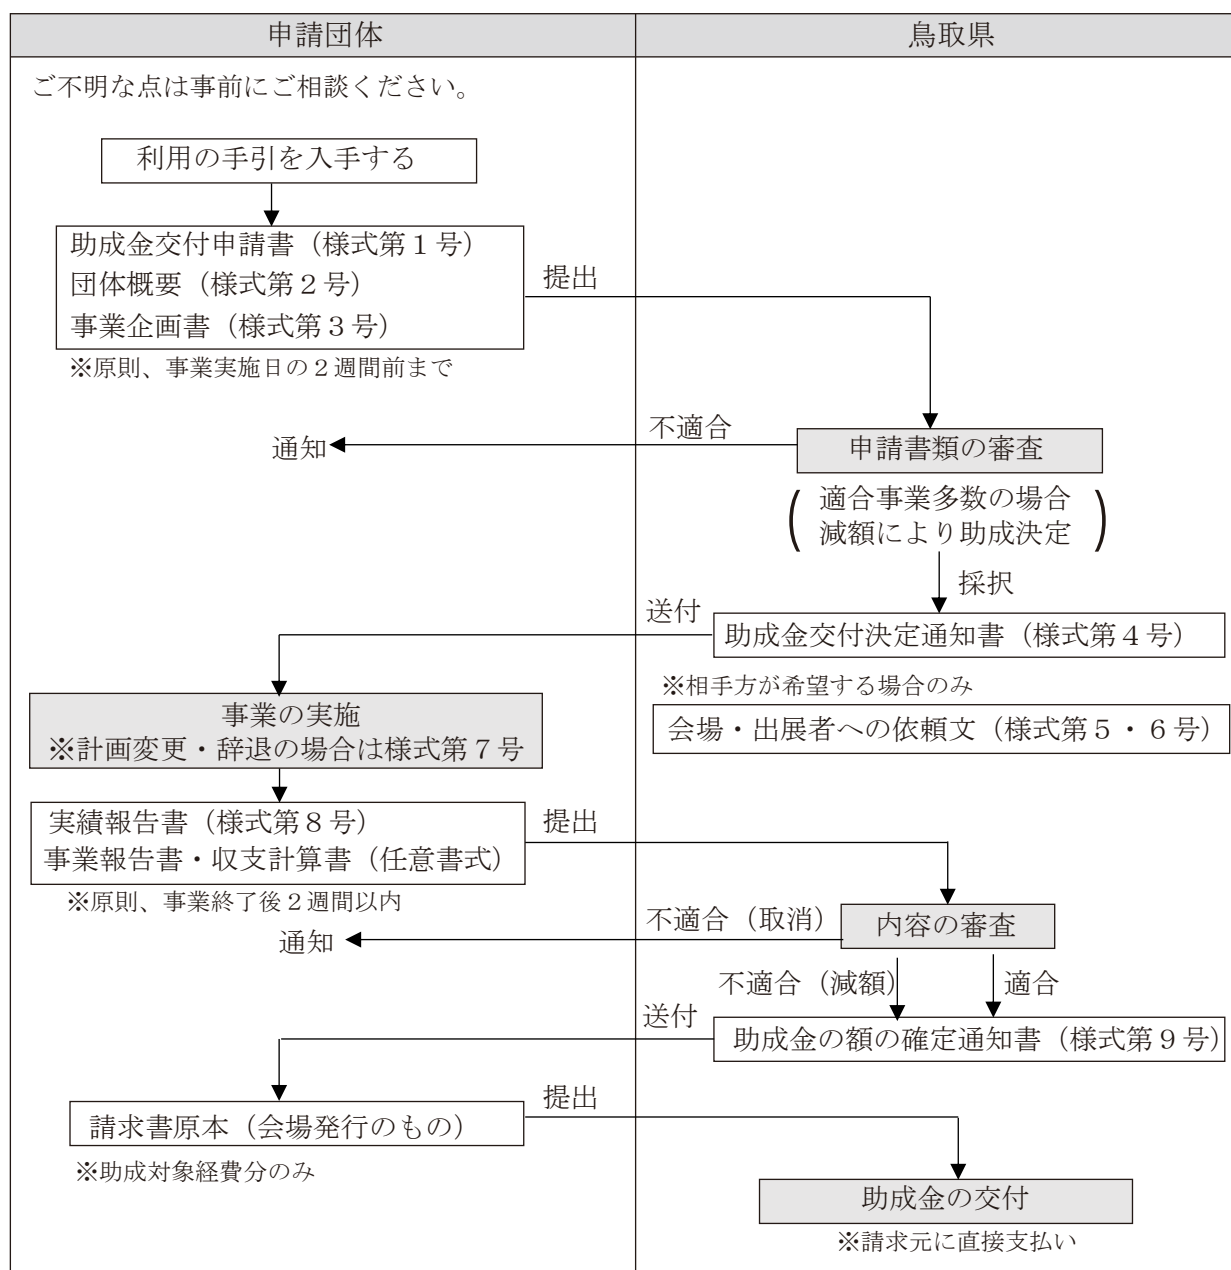 申請団体
鳥取県
ご不明な点は事前にご相談ください。
利用の手引を入手する
助成金交付申請書（様式第１号）
団体概要（様式第２号）
事業企画書（様式第３号）
提出
※原則、事業実施日の２週間前まで
不適合
通知
申請書類の審査
適合事業多数の場合
減額により助成決定
採択
送付
助成金交付決定通知書（様式第４号）
※相手方が希望する場合のみ
会場・出展者への依頼文（様式第５・６号）
事業の実施
※計画変更・辞退の場合は様式第７号
実績報告書（様式第８号）
事業報告書・収支計算書（任意書式）
提出
※原則、事業終了後２週間以内
不適合（取消）
通知
内容の審査
不適合（減額）
適合
送付
助成金の額の確定通知書（様式第９号）
請求書原本（会場発行のもの）
提出
※助成対象経費分のみ
助成金の交付
※請求元に直接支払い